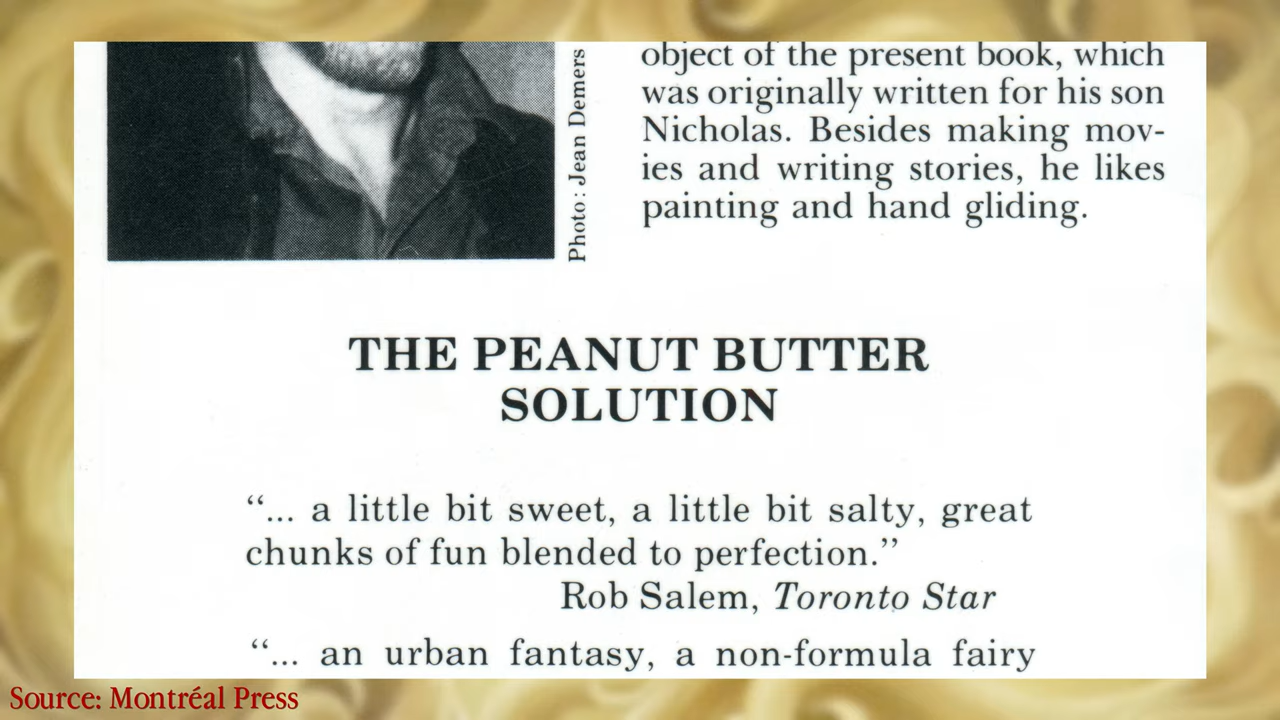 object of the present book, which
was originally written for his son
Nicholas. Besides making mov-
ies and writing stories, he likes
painting and hand gliding.
Photo: Jean Demers
THE PEANUT BUTTER
SOLUTION
“... a little bit sweet, a little bit salty, great
chunks of fun blended to perfection.”
Rob Salem, Toronto Star
“... an urban fantasy, a non-formula fairy
Source: Montréal Press